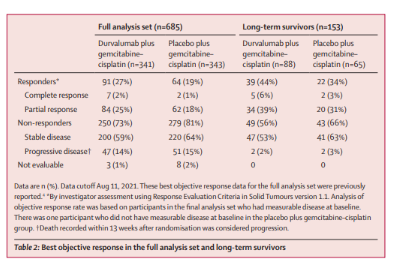 Full analysis set (n=685) Long-term survivors (n=153)
Durvalumab plus gemcitabine–cisplatin (n=341) Placebo plus gemcitabine–cisplatin (n=343) Durvalumab plus gemcitabine–cisplatin (n=88) Placebo plus gemcitabine–cisplatin (n=65)
Responders* 91 (27%) 64 (19%) 39 (44%) 22 (34%)
Complete response 7 (2%) 2 (1%) 5 (6%) 2 (3%)
Partial response 84 (25%) 62 (18%) 34 (39%) 20 (31%)
Non-responders 250 (73%) 279 (81%) 49 (56%) 43 (66%)
Stable disease 200 (59%) 220 (64%) 47 (53%) 41 (63%)
Progressive disease† 47 (14%) 51 (15%) 2 (2%) 2 (3%)
Not evaluable 3 (1%) 8 (2%) 0 0
Data are n (%). Data cutoff Aug 11, 2021. These best objective response data for the full analysis set were previously
reported. *By investigator assessment using Response Evaluation Criteria in Solid Tumours version 1.1. Analysis of
objective response rate was based on participants in the final analysis set who had measurable disease at baseline.
There was one participant who did not have measurable disease at baseline in the placebo plus gemcitabine-cisplatin
group. †Death recorded within 13 weeks after randomisation was considered progression.
Table 2: Best objective response in the full analysis set and long-term survivors